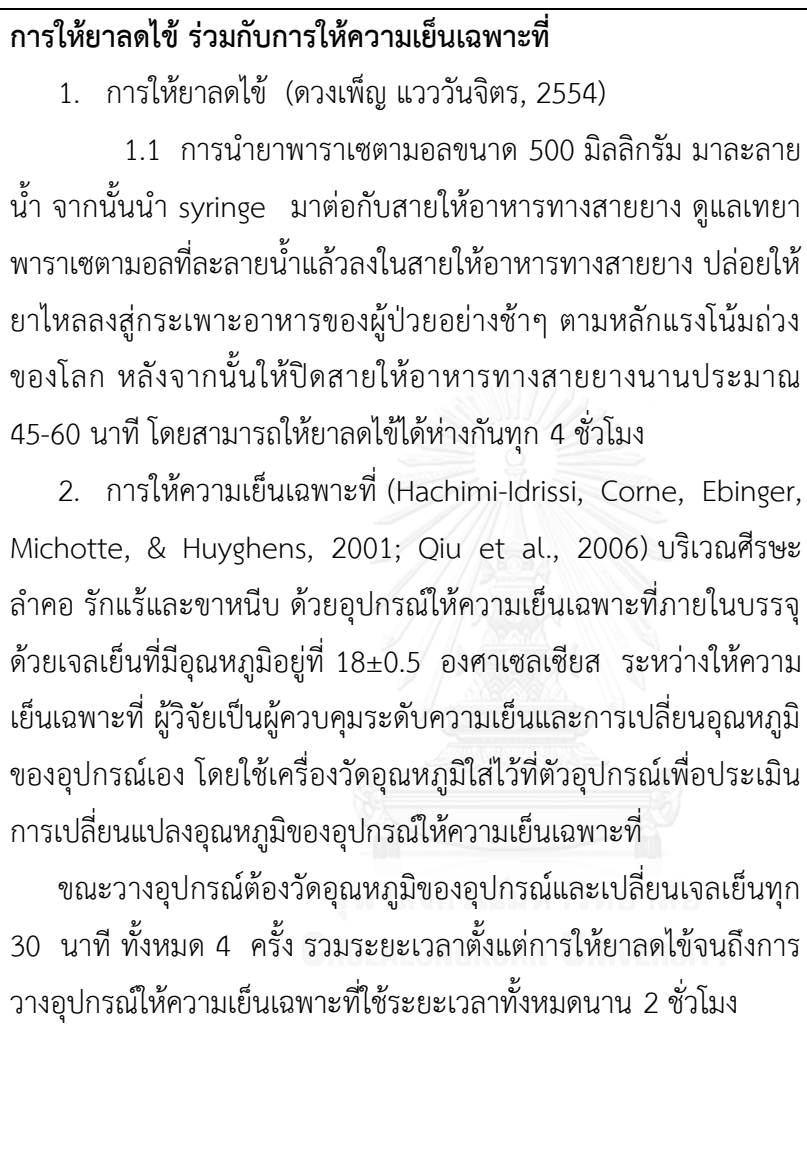 การให้ยาลดไข้ ร่วมกับการให้ความเย็นเฉพาะที่
1. การให้ยาลดไข้ (ดวงเพ็ญ แวววันจิตร, 2554)
1.1 การนำยาพาราเซตามอลขนาด 500 มิลลิกรัม มาละลาย
น้ำ จากนั้นนำ syringe มาต่อกับสายให้อาหารทางสายยาง ดูแลเทยา
พาราเซตามอลที่ละลายน้ำแล้วลงในสายให้อาหารทางสายยาง ปล่อยให้
ยาไหลลงสู่กระเพาะอาหารของผู้ป่วยอย่างช้าๆ ตามหลักแรงโน้มถ่วง
ของโลก หลังจากนั้นให้ปิดสายให้อาหารทางสายยางนานประมาณ
45-60 นาที โดยสามารถให้ยาลดไข้ได้ห่างกันทุก 4 ชั่วโมง
2. การให้ความเย็นเฉพาะที่ (Hachimi-Idrissi, Corne, Ebinger,
Michotte, & Huyghens, 2001; Qiu et al., 2006) บริเวณศีรษะ
ลำคอ รักแร้และขาหนีบ ด้วยอุปกรณ์ให้ความเย็นเฉพาะที่ภายในบรรจุ
ด้วยเจลเย็นที่มีอุณหภูมิอยู่ที่ 18±0.5 องศาเซลเซียส ระหว่างให้ความ
เย็นเฉพาะที่ ผู้วิจัยเป็นผู้ควบคุมระดับความเย็นและการเปลี่ยนอุณหภูมิ
ของอุปกรณ์เอง โดยใช้เครื่องวัดอุณหภูมิใส่ไว้ที่ตัวอุปกรณ์เพื่อประเมิน
การเปลี่ยนแปลงอุณหภูมิของอุปกรณ์ให้ความเย็นเฉพาะที่
ขณะวางอุปกรณ์ต้องวัดอุณหภูมิของอุปกรณ์และเปลี่ยนเจลเย็นทุก
30 นาที ทั้งหมด 4 ครั้ง รวมระยะเวลาตั้งแต่การให้ยาลดไข้จนถึงการ
วางอุปกรณ์ให้ความเย็นเฉพาะที่ใช้ระยะเวลาทั้งหมดนาน 2 ชั่วโมง